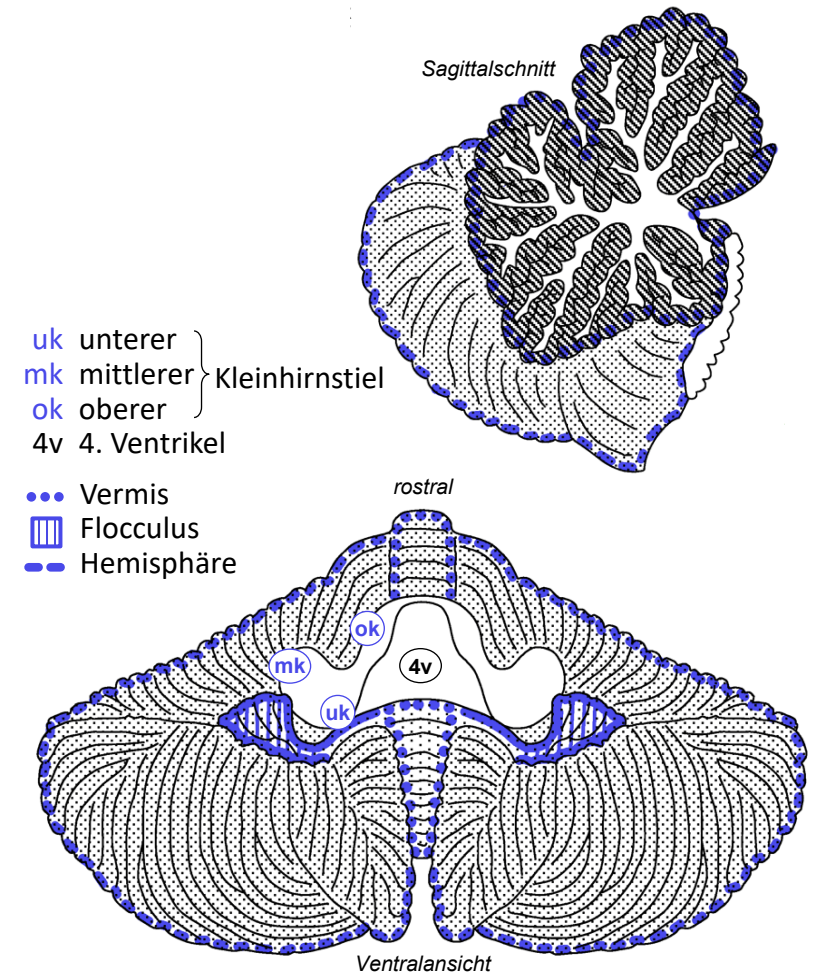 Sagittalschnitt
uk unterer
mk mittlerer
ok oberer
Kleinhirnstiel
4v 4. Ventrikel
Vermis
Flocculus
Hemisphäre
rostral
ok
mk
4v
uk
Ventralansicht